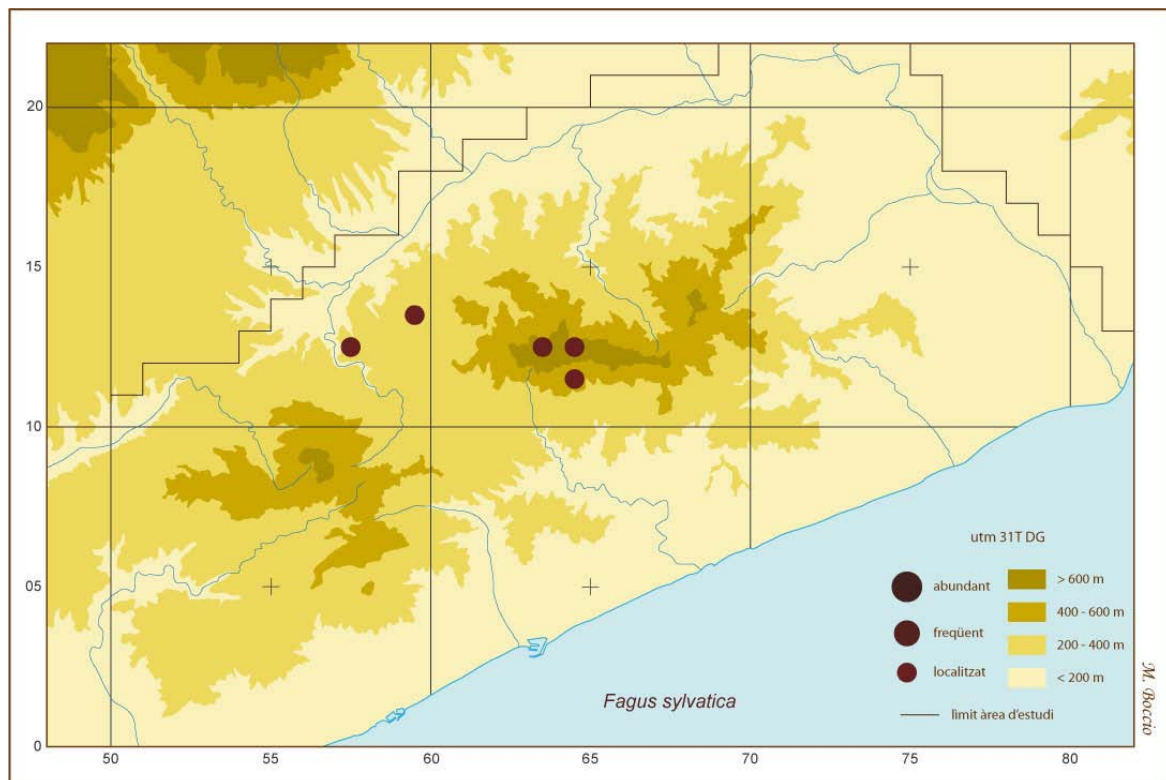 20
15
10
05
0
50
55
60
65
70
75
80
utm 31T DG
abundant
freqüent
localitzat
> 600 m
400 - 600 m
200 - 400 m
< 200 m
límit àrea d'estudi
Fagus sylvatica
M. Boccio